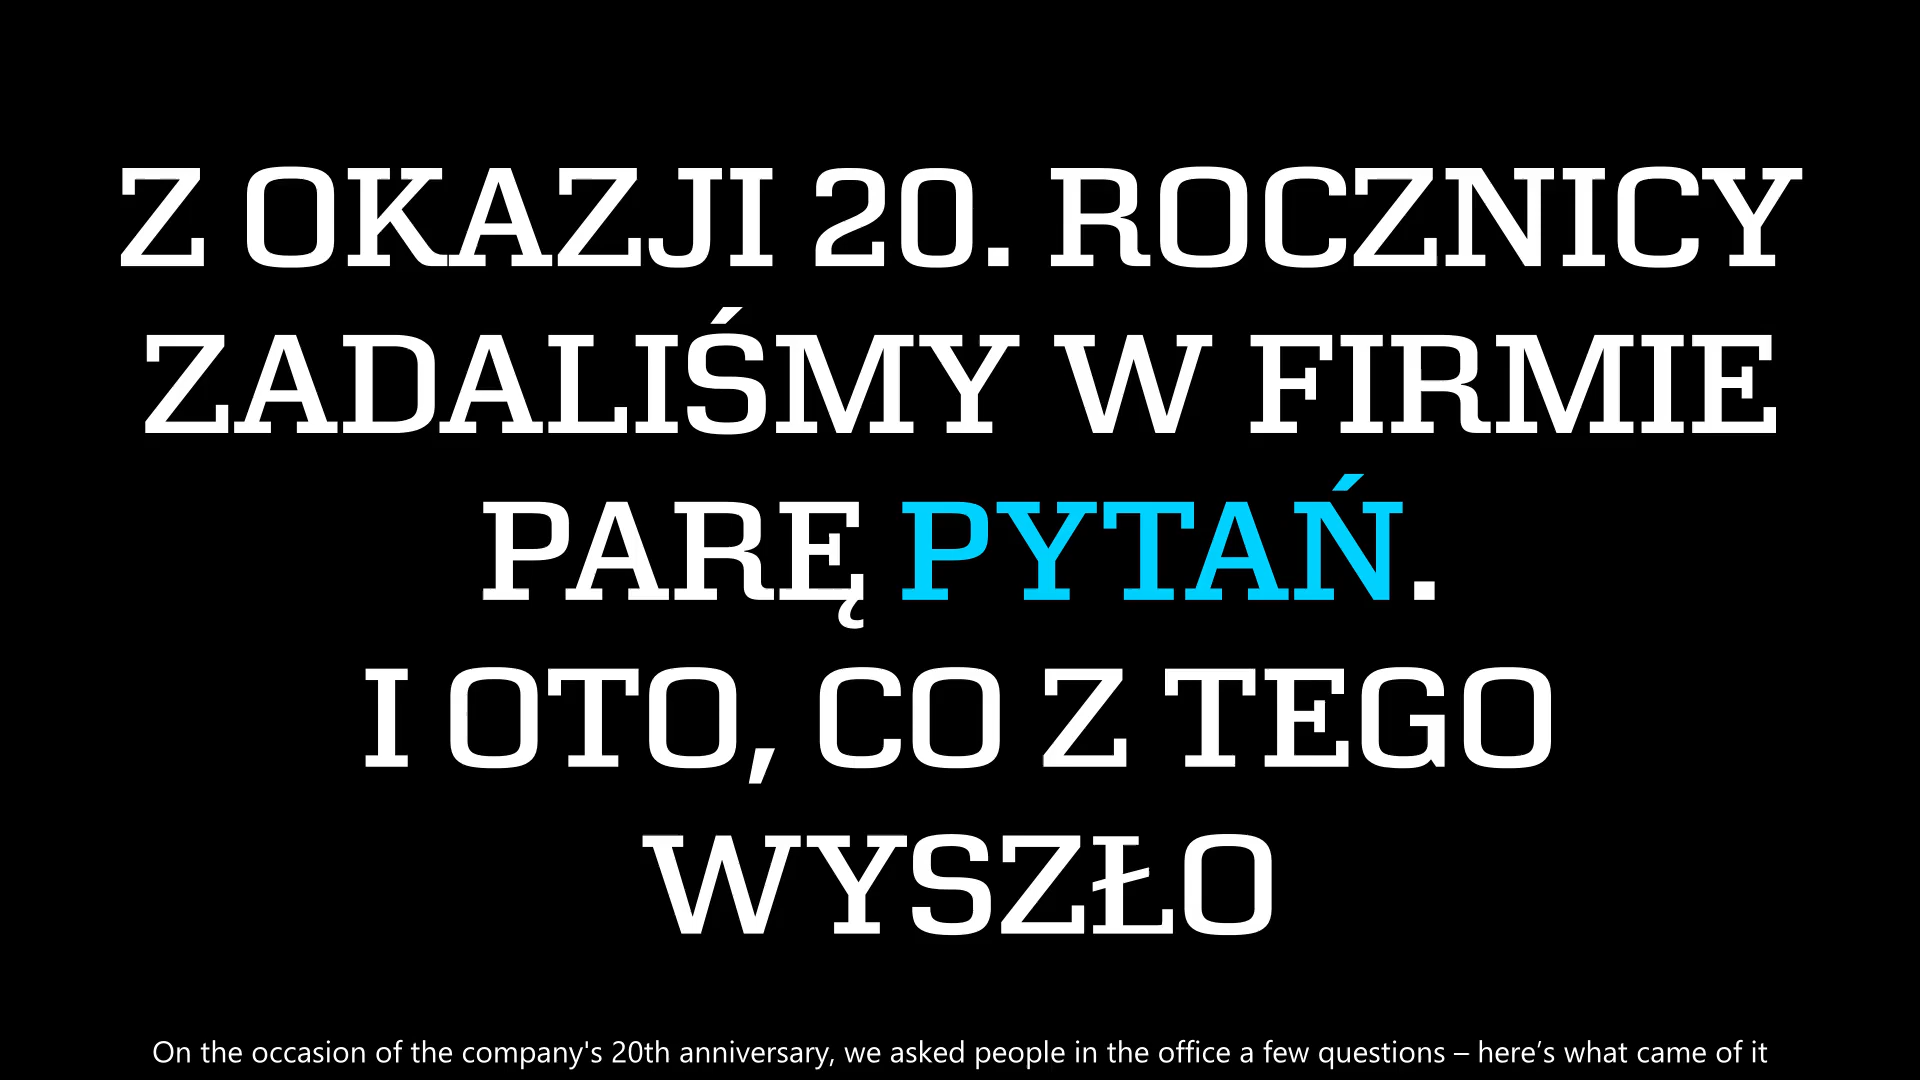 Z OKAZJI 20. ROCZNICY
ZADALIŚMY W FIRMIE
PARĘ PYTAŃ.
I OTO, CO Z TEGO
WYSZŁO
On the occasion of the company's 20th anniversary, we asked people in the office a few questions – here’s what came of it